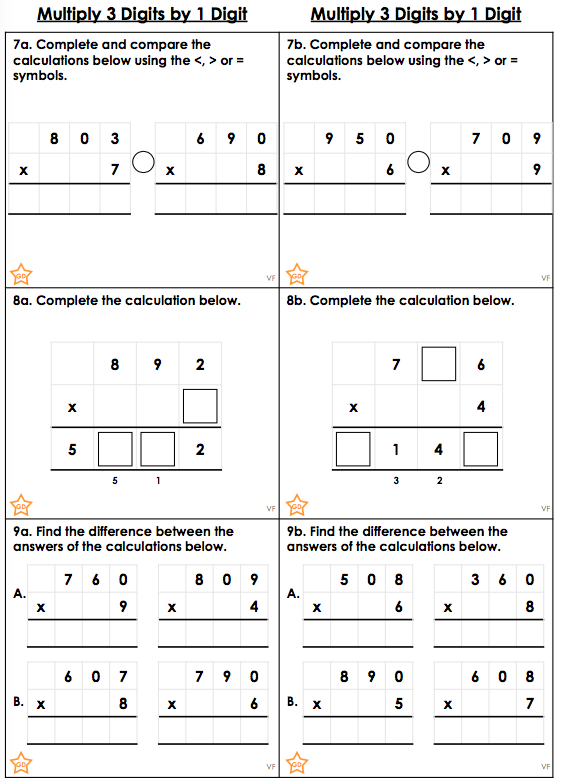 Multiply 3 Digits by 1 Digit
Multiply 3 Digits by 1 Digit
7a. Complete and compare the
calculations below using the <, > or =
symbols.
8 0 3
x 7
6 9 0
x 8
GD
VF
7b. Complete and compare the
calculations below using the <, > or =
symbols.
9 5 0
x 6
7 0 9
x 9
GD
VF
8a. Complete the calculation below.
8 9 2
x
5 2
5 1
GD
VF
8b. Complete the calculation below.
7 6
x 4
1 4
3 2
GD
VF
9a. Find the difference between the
answers of the calculations below.
A.
7 6 0
x 9
8 0 9
x 4
B.
6 0 7
x 8
7 9 0
x 6
GD
VF
9b. Find the difference between the
answers of the calculations below.
A.
5 0 8
x 6
3 6 0
x 8
B.
8 9 0
x 5
6 0 8
x 7
GD
VF